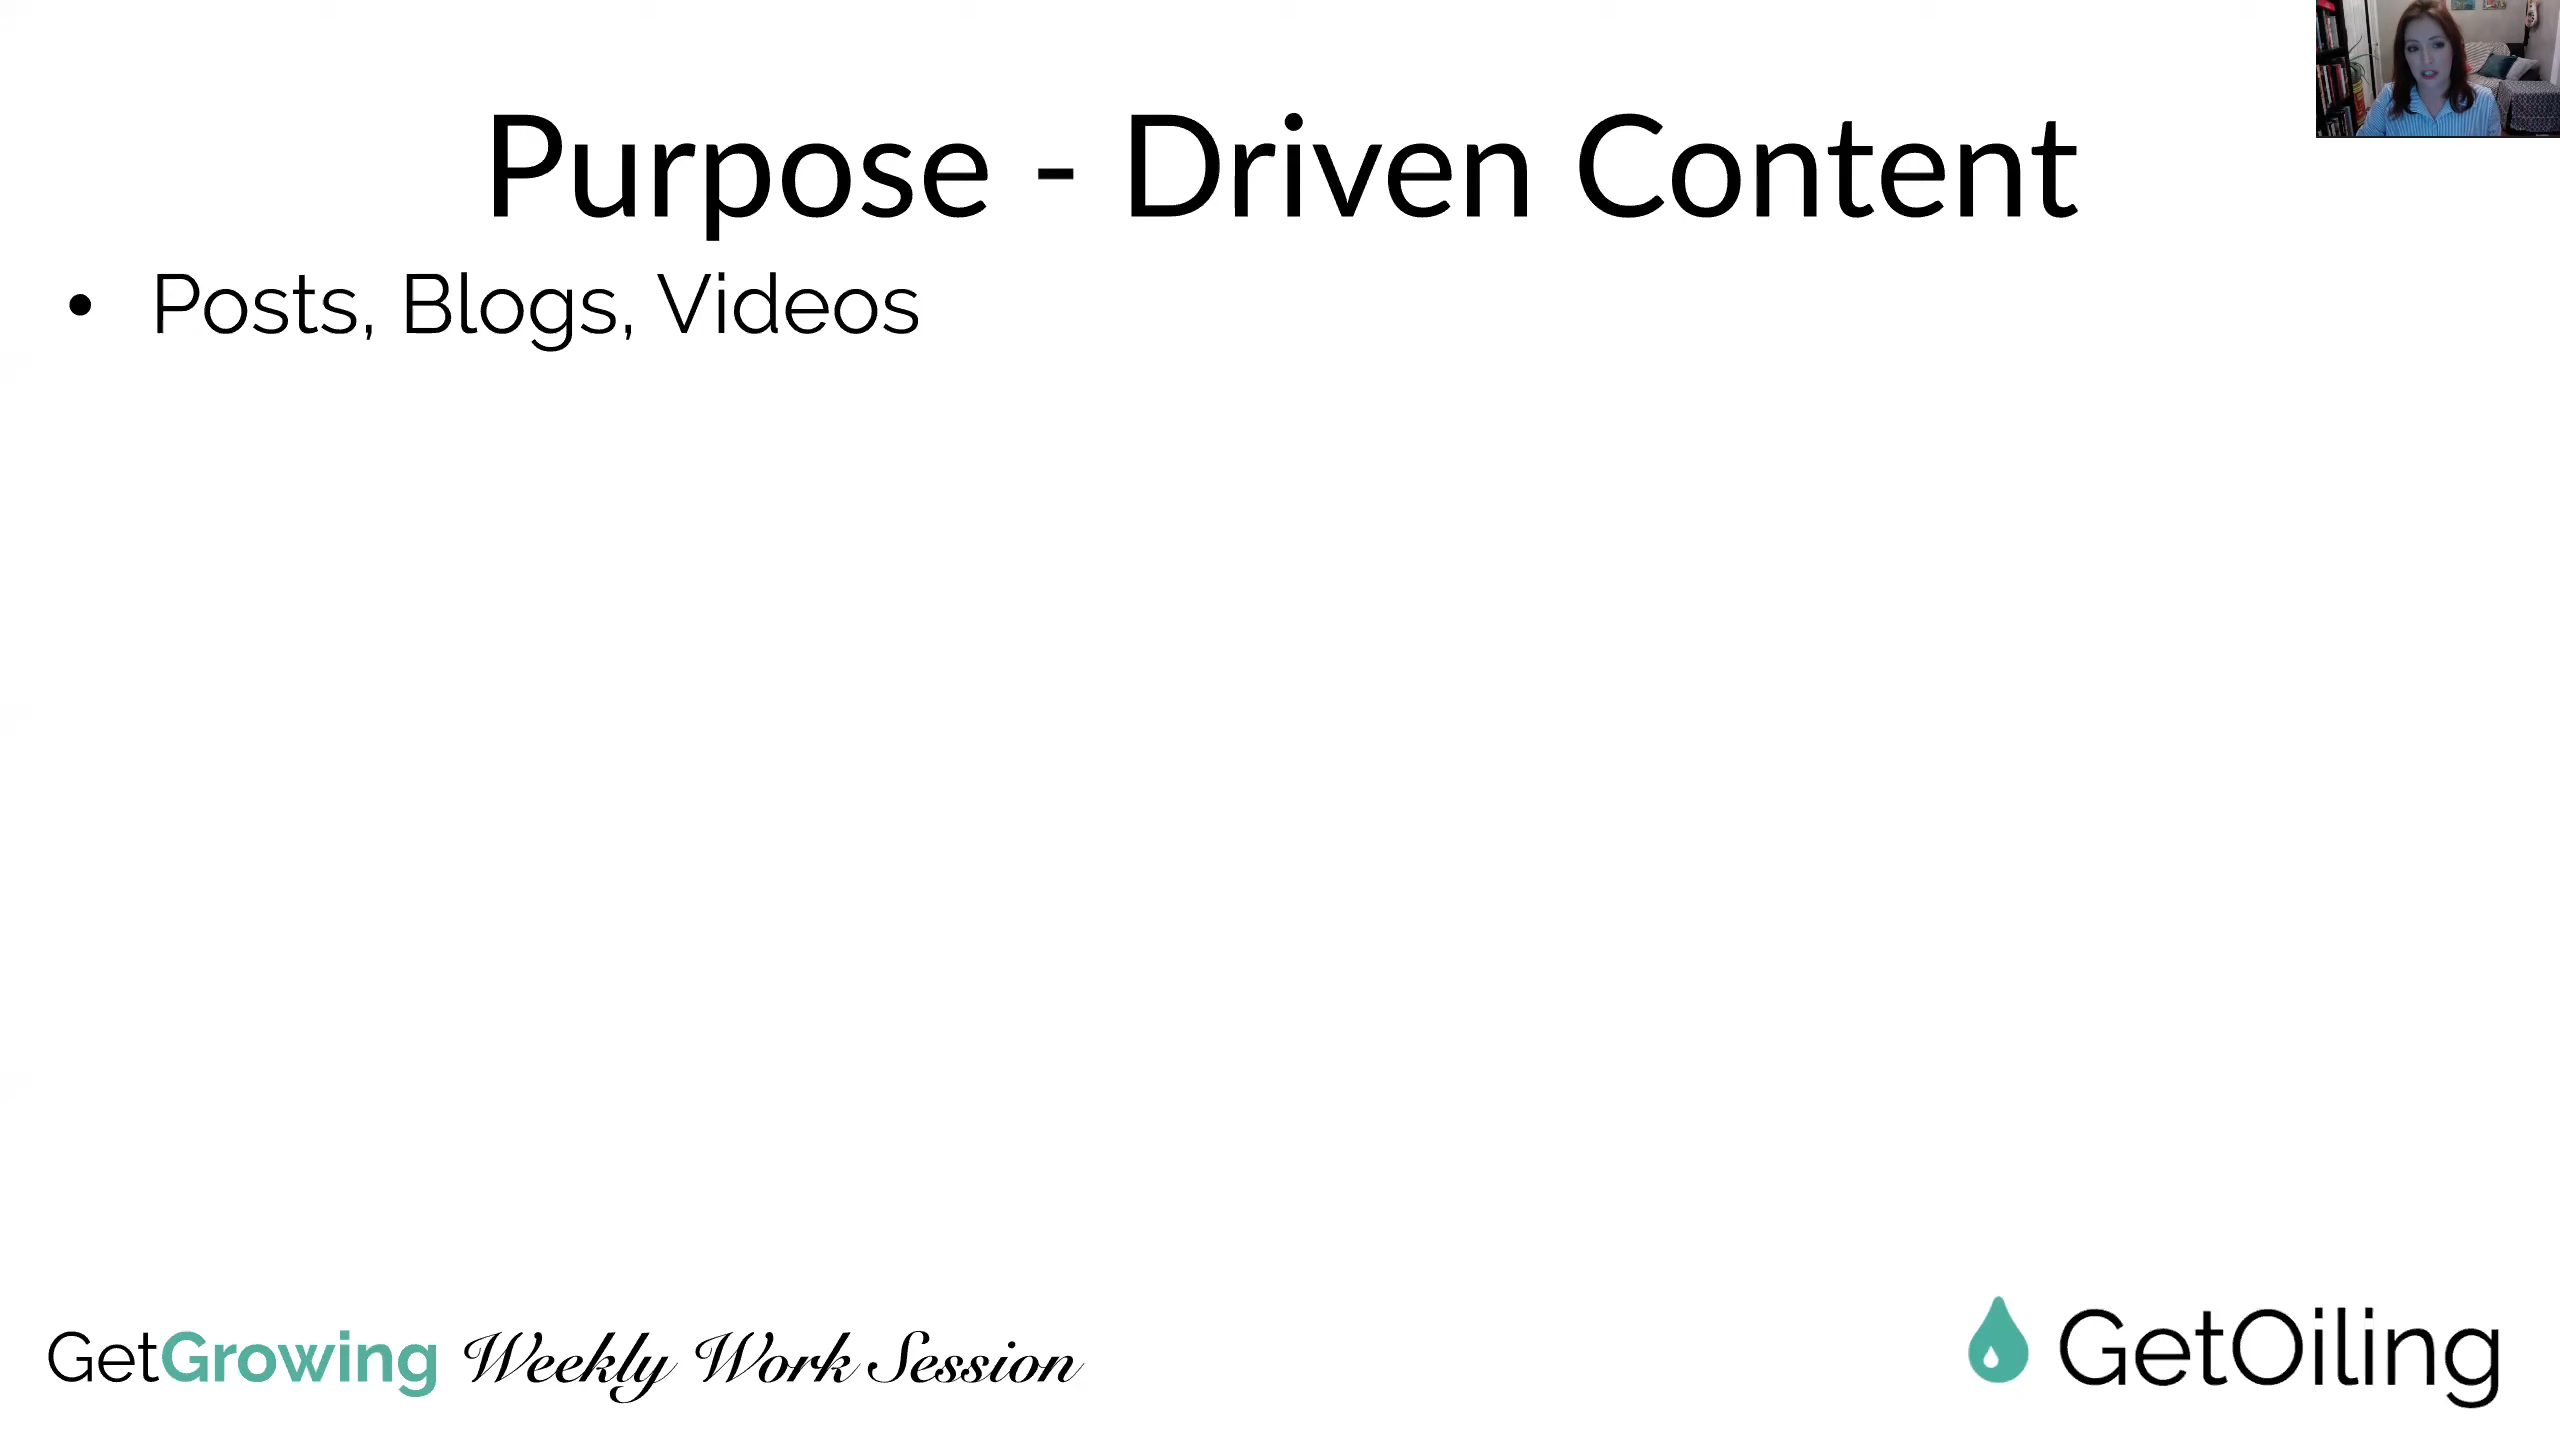 Purpose - Driven Content
• Posts, Blogs, Videos
GetGrowing Weekly Work Session
GetOiling